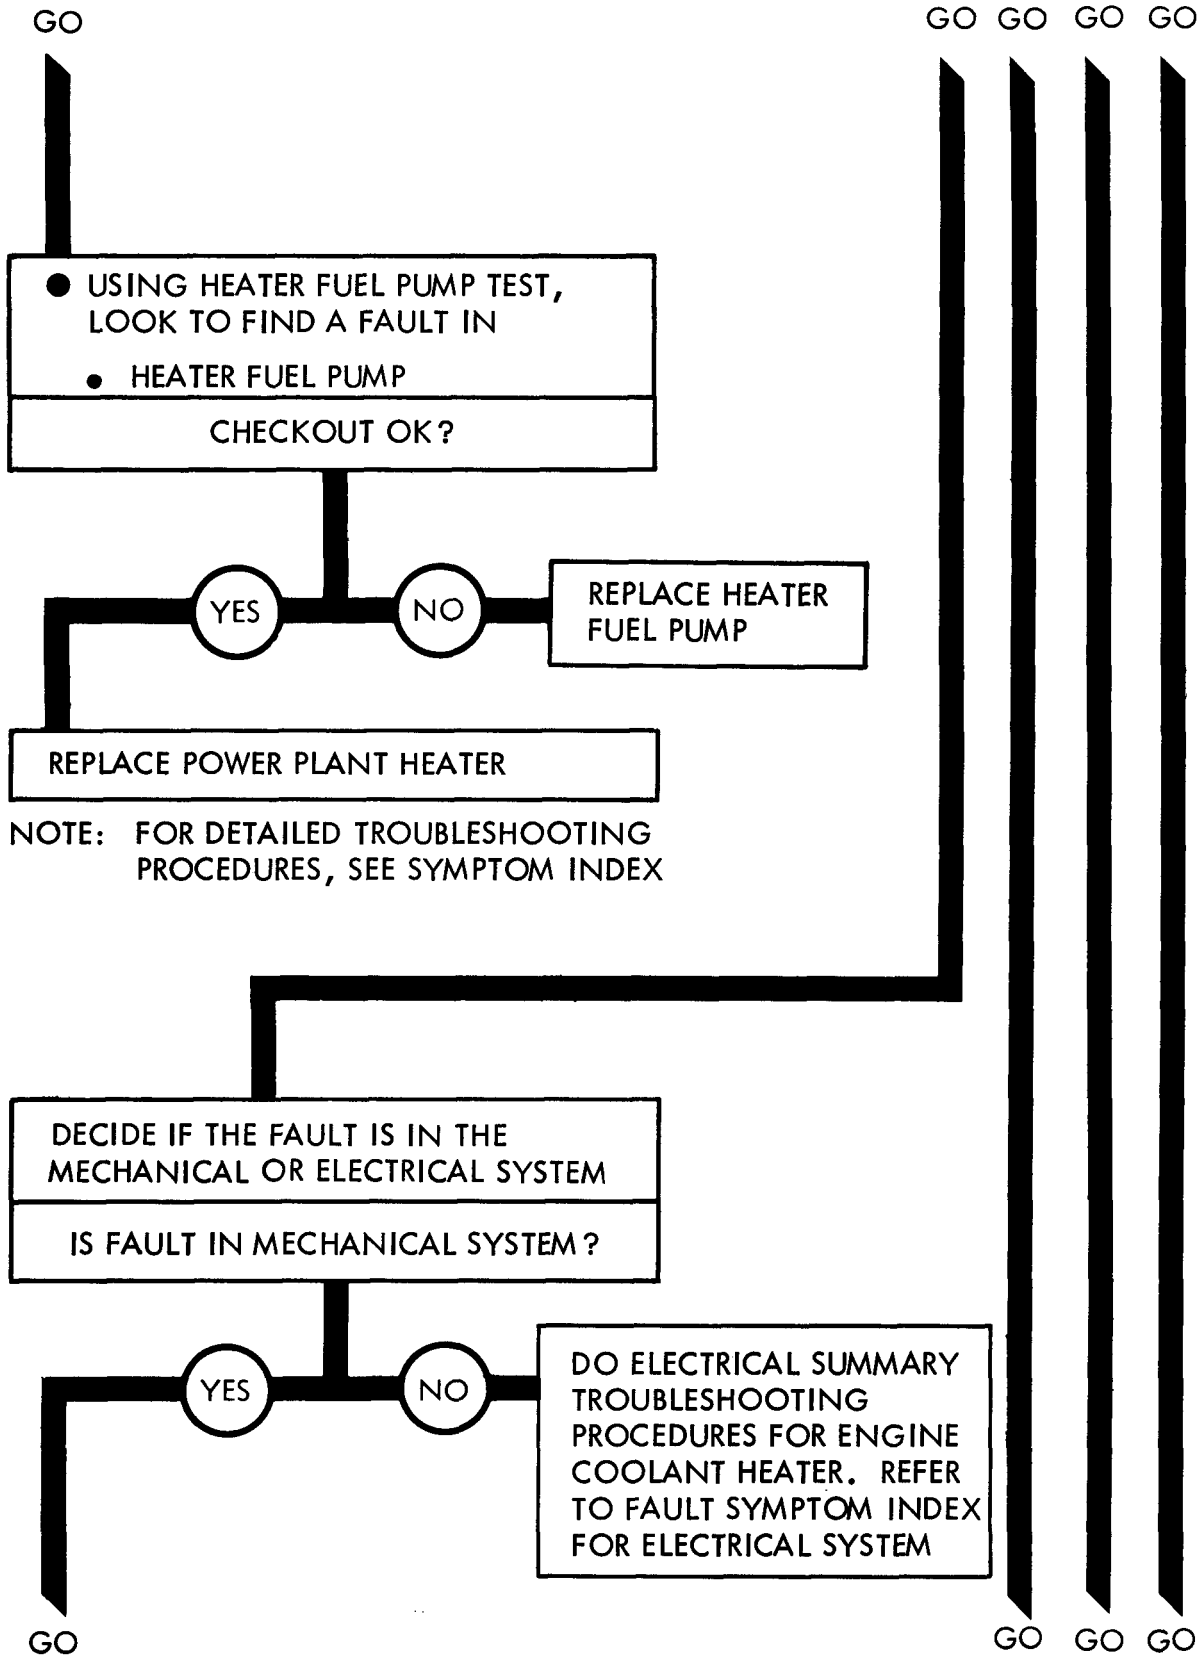 GO
GO GO GO GO
● USING HEATER FUEL PUMP TEST,
LOOK TO FIND A FAULT IN
• HEATER FUEL PUMP
CHECKOUT OK?
YES
NO
REPLACE HEATER
FUEL PUMP
REPLACE POWER PLANT HEATER
NOTE: FOR DETAILED TROUBLESHOOTING
PROCEDURES, SEE SYMPTOM INDEX
DECIDE IF THE FAULT IS IN THE
MECHANICAL OR ELECTRICAL SYSTEM
IS FAULT IN MECHANICAL SYSTEM?
YES
NO
DO ELECTRICAL SUMMARY
TROUBLESHOOTING
PROCEDURES FOR ENGINE
COOLANT HEATER. REFER
TO FAULT SYMPTOM INDEX
FOR ELECTRICAL SYSTEM
GO
GO GO GO